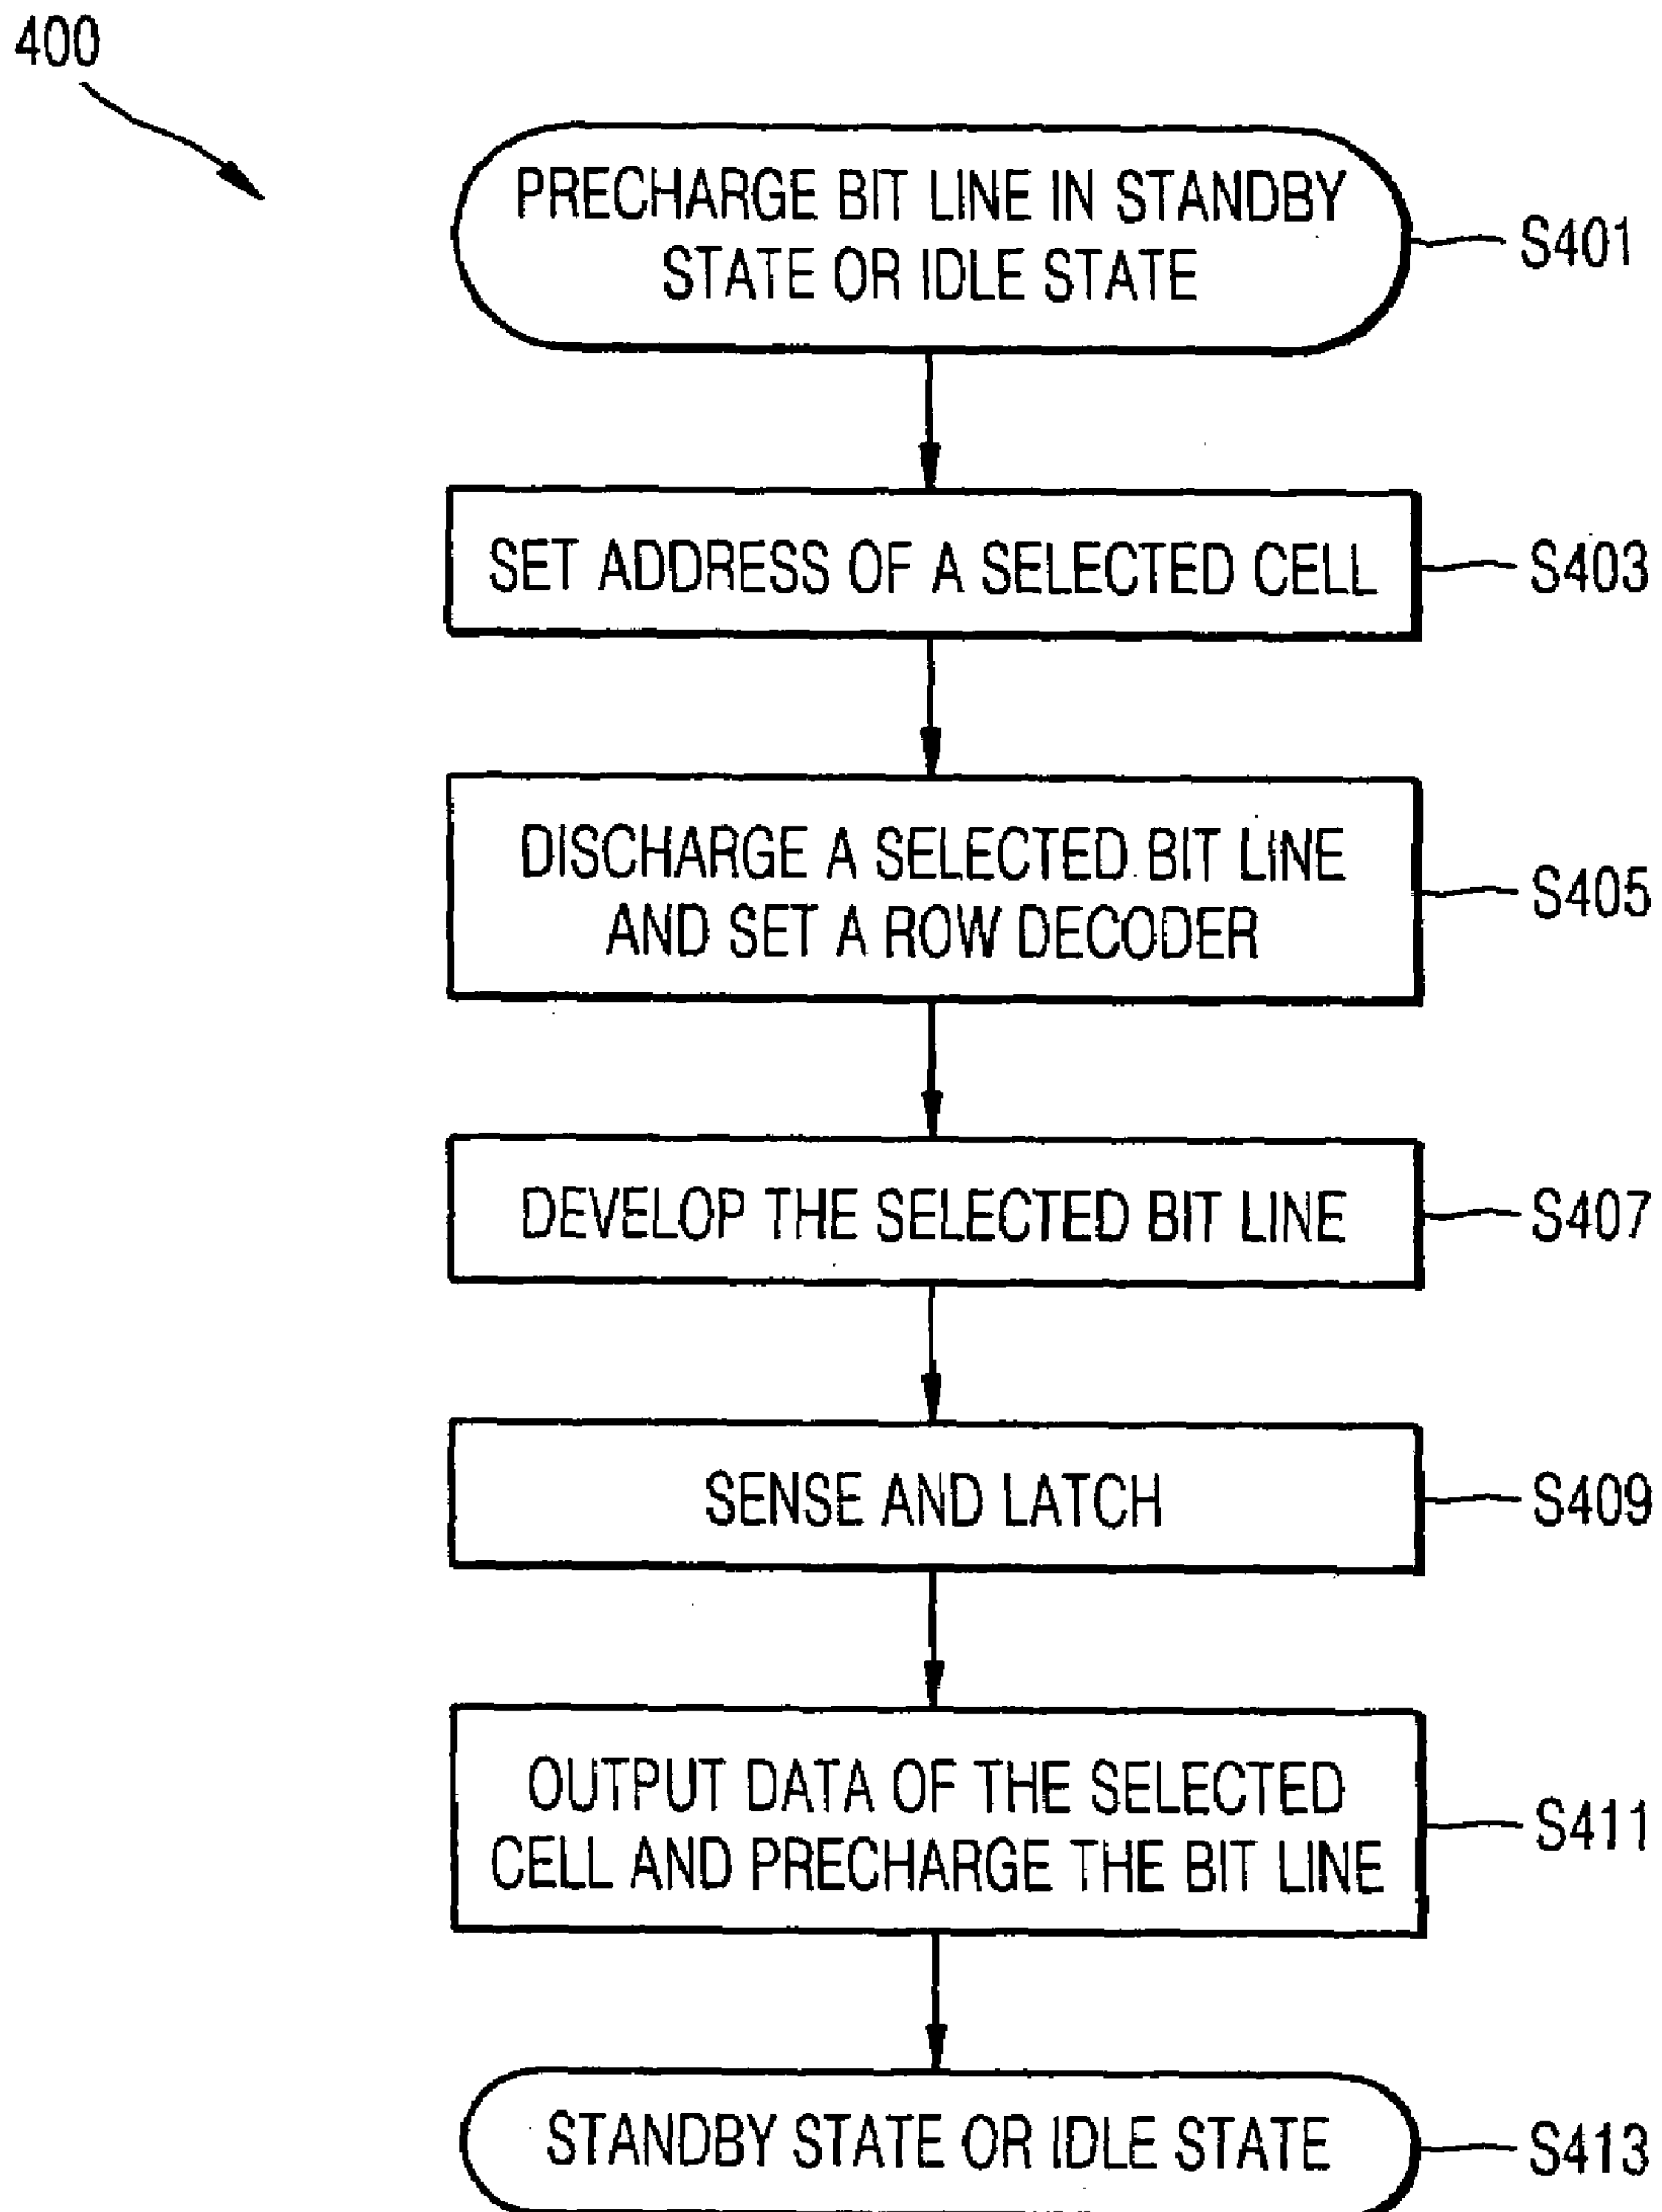 400
PRECHARGE BIT LINE IN STANDBY
STATE OR IDLE STATE
S401
SET ADDRESS OF A SELECTED CELL
S403
DISCHARGE A SELECTED BIT LINE
AND SET A ROW DECODER
S405
DEVELOP THE SELECTED BIT LINE
S407
SENSE AND LATCH
S409
OUTPUT DATA OF THE SELECTED
CELL AND PRECHARGE THE BIT LINE
S411
STANDBY STATE OR IDLE STATE
S413